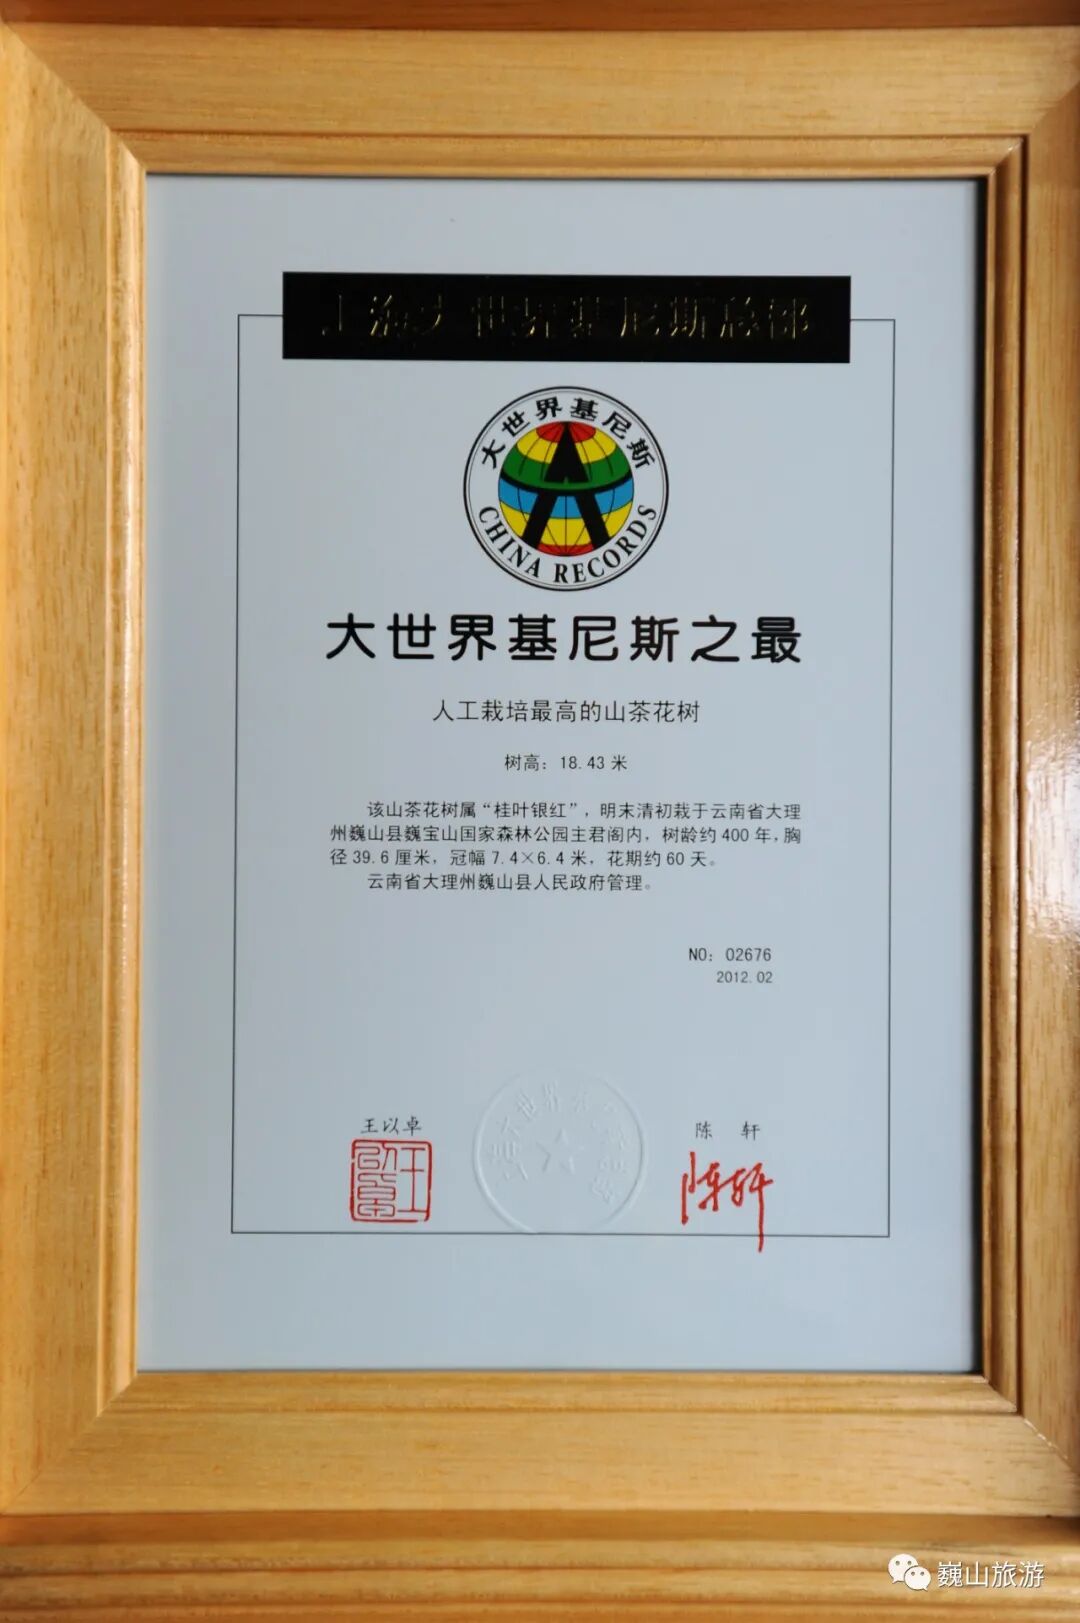 上海大世界基尼斯总部
大世界基尼斯
CHINA RECORDS
大世界基尼斯之最
人工栽培最高的山茶花树
树高：18.43 米
该山茶花树属“桂叶银红”，明末清初栽于云南省大理
州巍山县巍宝山国家森林公园主君阁内，树龄约 400 年，胸
径 39.6 厘米，冠幅 7.4×6.4 米，花期约 60 天。
云南省大理州巍山县人民政府管理。
NO：02676
2012.02
王以卓
陈 轩
陈轩
巍山旅游